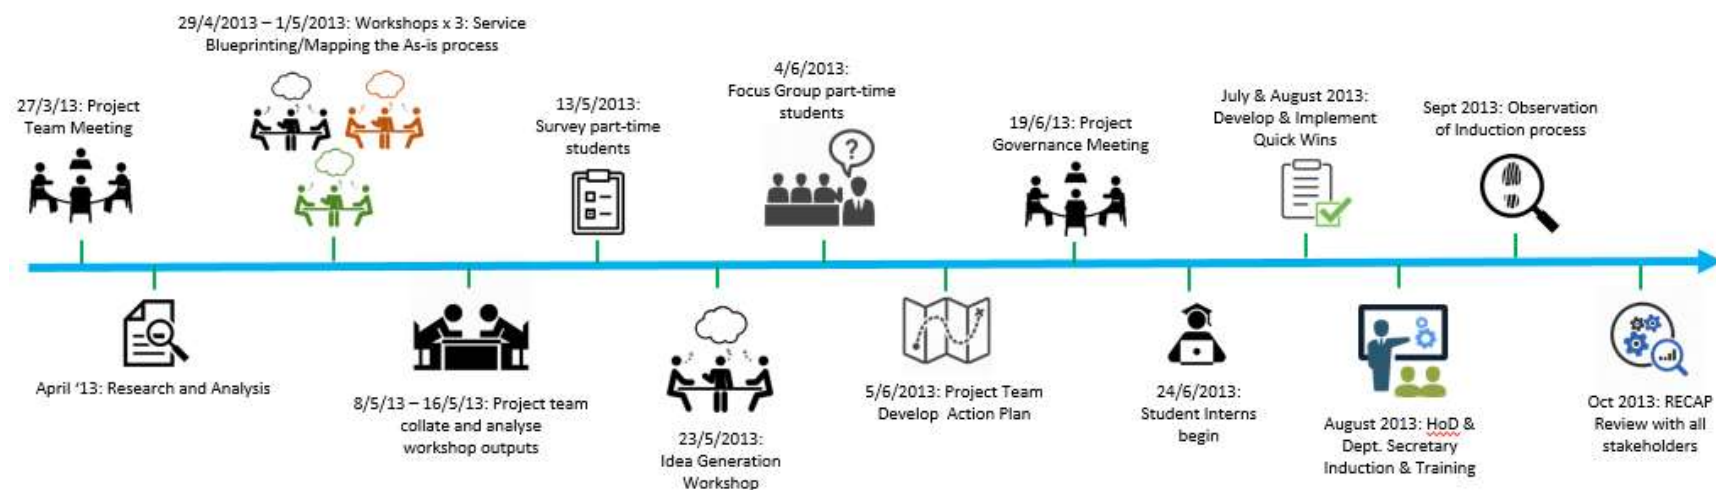 27/3/13: Project
Team Meeting
April ‘13: Research and Analysis
29/4/2013 – 1/5/2013: Workshops x 3: Service
Blueprinting/Mapping the As-is process
8/5/13 – 16/5/13: Project team
collate and analyse
workshop outputs
13/5/2013:
Survey part-time
students
23/5/2013:
Idea Generation
Workshop
4/6/2013:
Focus Group part-time
students
?
5/6/2013: Project Team
Develop Action Plan
19/6/13: Project
Governance Meeting
24/6/2013:
Student Interns
begin
July & August 2013:
Develop & Implement
Quick Wins
August 2013: HoD &
Dept. Secretary
Induction & Training
Sept 2013: Observation
of Induction process
Oct 2013: RECAP
Review with all
stakeholders